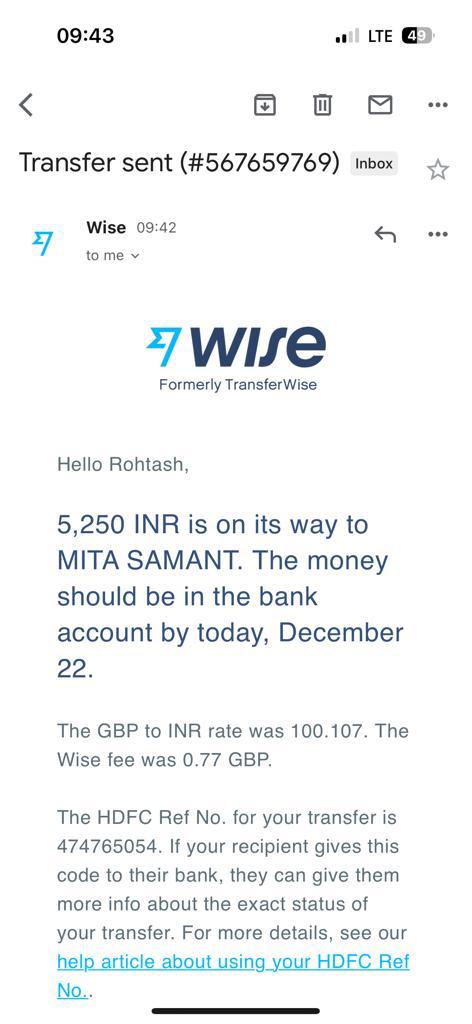 09:43
LTE 49
Transfer sent (#567659769) Inbox
Wise 09:42
to me
wise
Formerly TransferWise
Hello Rohtash,
5,250 INR is on its way to
MITA SAMANT. The money
should be in the bank
account by today, December
22.
The GBP to INR rate was 100.107. The
Wise fee was 0.77 GBP.
The HDFC Ref No. for your transfer is
474765054. If your recipient gives this
code to their bank, they can give them
more info about the exact status of
your transfer. For more details, see our
help article about using your HDFC Ref
No..